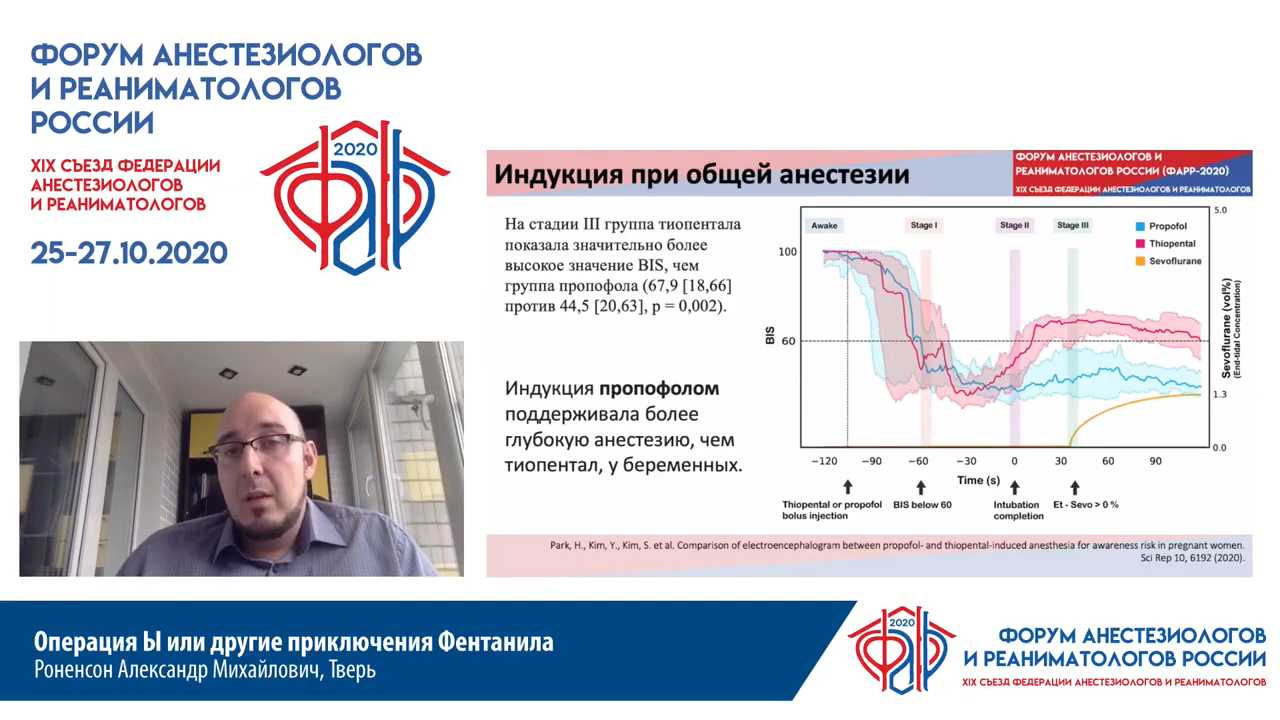 ФОРУМ АНЕСТЕЗИОЛОГОВ
И РЕАНИМАТОЛОГОВ
РОССИИ
XIX СЪЕЗД ФЕДЕРАЦИИ
АНЕСТЕЗИОЛОГОВ
И РЕАНИМАТОЛОГОВ
25-27.10.2020
2020
Индукция при общей анестезии
ФОРУМ АНЕСТЕЗИОЛОГОВ И
РЕАНИМАТОЛОГОВ РОССИИ (ФАРР-2020)
XIX СЪЕЗД ФЕДЕРАЦИИ АНЕСТЕЗИОЛОГОВ И РЕАНИМАТОЛОГОВ
На стадии III группа тиопентала
показала значительно более
высокое значение BIS, чем
группа пропофола (67,9 [18,66]
против 44,5 [20,63], p = 0,002).
Индукция пропофолом
поддерживала более
глубокую анестезию, чем
тиопентал, у беременных.
Awake Stage I Stage II Stage III
Propofol
Thiopental
Sevoflurane
BIS
100
60
5.0
1.3
0.0
Sevoflurane (vol%)
(End-tidal Concentration)
−120 −90 −60 −30 0 30 60 90
Time (s)
Thiopental or propofol
bolus injection
BIS below 60
Intubation
completion
Et - Sevo > 0 %
Park, H., Kim, Y., Kim, S. et al. Comparison of electroencephalogram between propofol- and thiopental-induced anesthesia for awareness risk in pregnant women.
Sci Rep 10, 6192 (2020).
Операция Ы или другие приключения Фентанила
Роненсон Александр Михайлович, Тверь
2020
ФОРУМ АНЕСТЕЗИОЛОГОВ
И РЕАНИМАТОЛОГОВ РОССИИ
XIX СЪЕЗД ФЕДЕРАЦИИ АНЕСТЕЗИОЛОГОВ И РЕАНИМАТОЛОГОВ